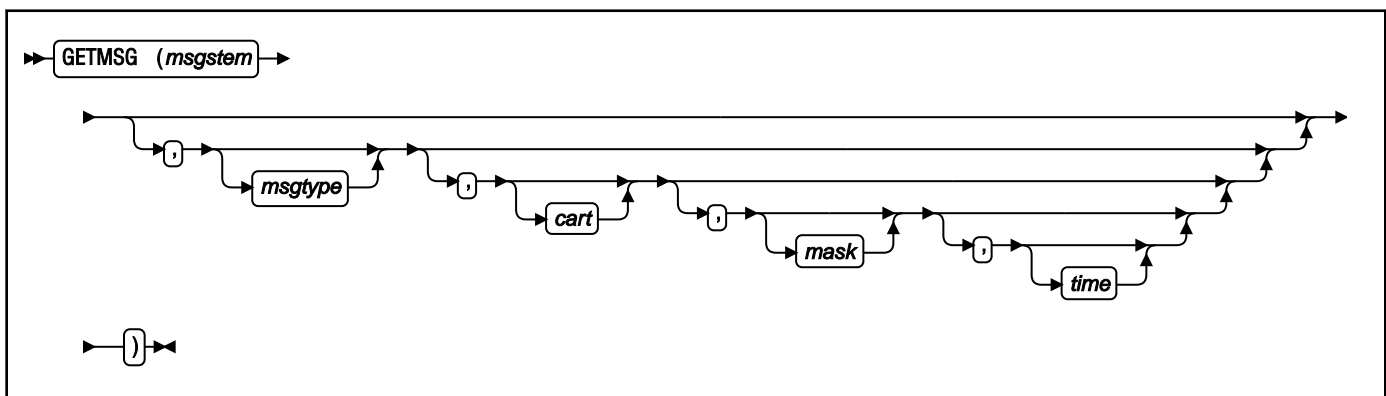 GETMSG (msgstem
,
msgtype
,
cart
,
mask
,
time
)